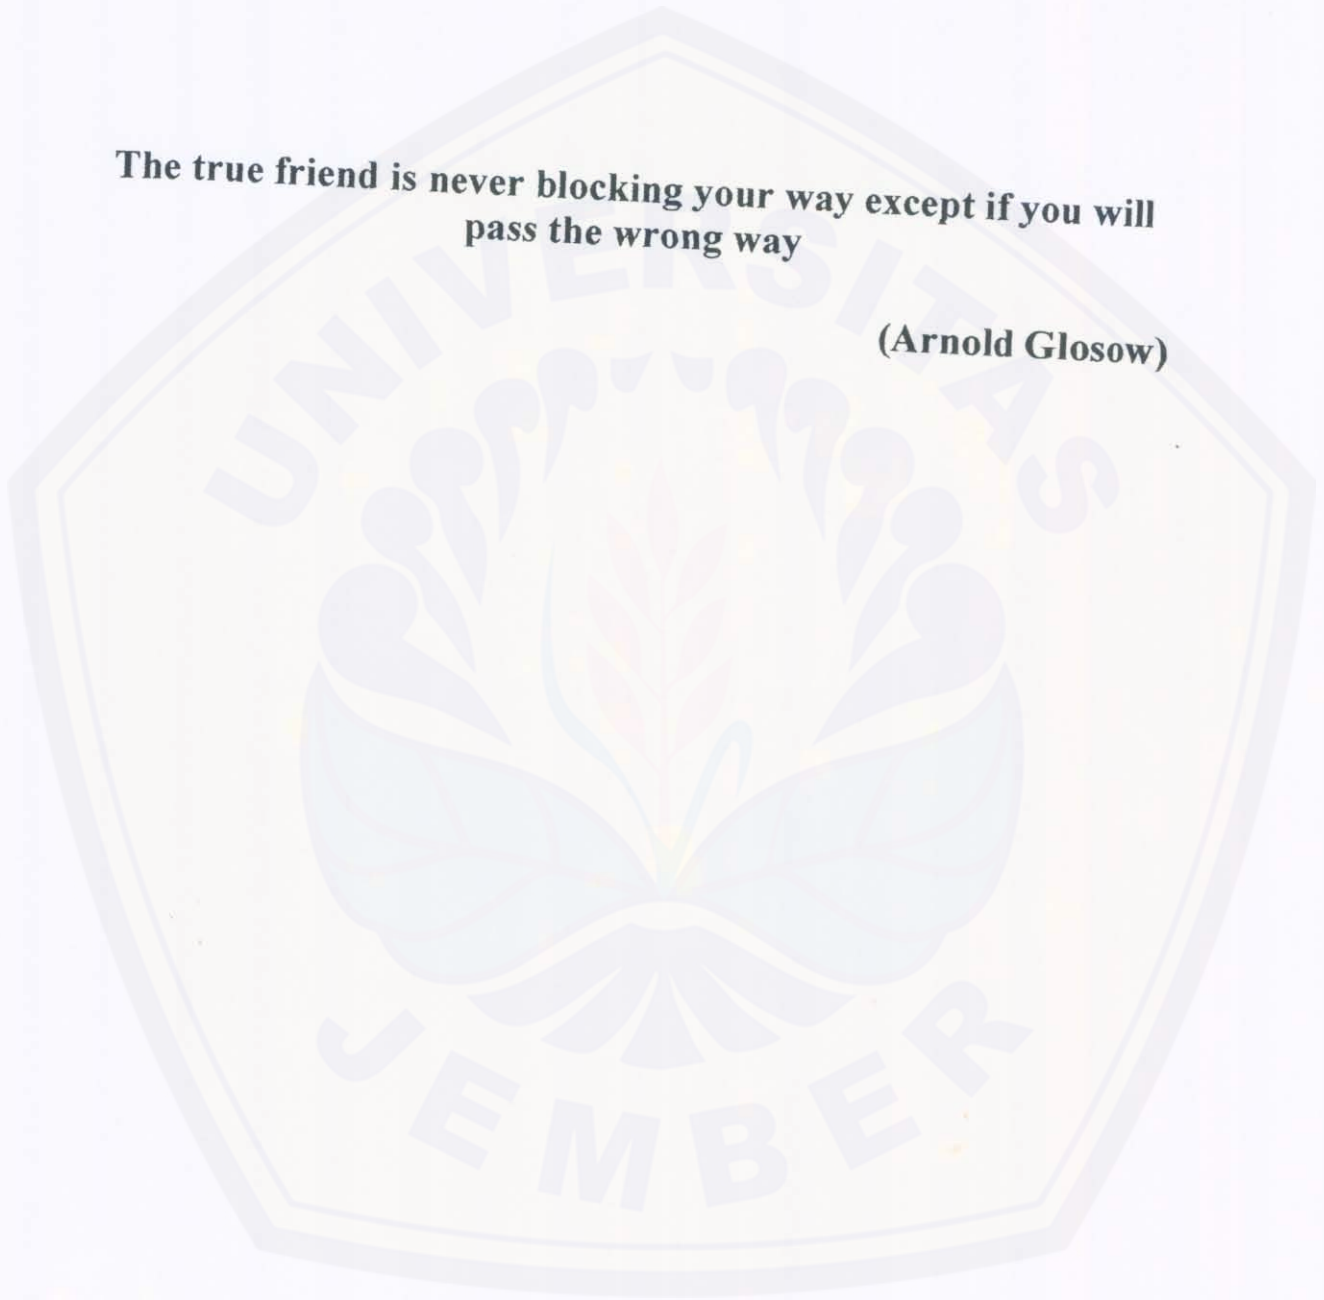 The true friend is never blocking your way except if you will
pass the wrong way
(Arnold Glosow)
UNIVERSITAS
JEMBER